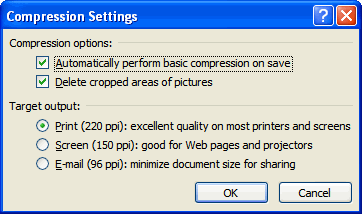 Compression Settings
Compression options:
Automatically perform basic compression on save
Delete cropped areas of pictures
Target output:
Print (220 ppi): excellent quality on most printers and screens
Screen (150 ppi): good for Web pages and projectors
E-mail (96 ppi): minimize document size for sharing
OK Cancel